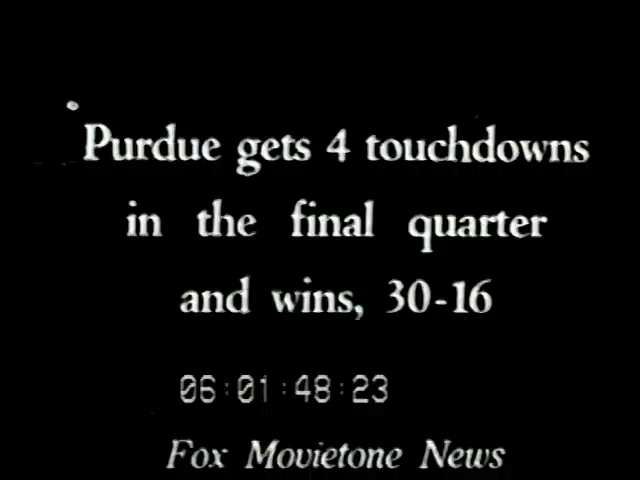 Purdue gets 4 touchdowns
in the final quarter
and wins, 30-16
06:01:48:23
Fox Movietone News